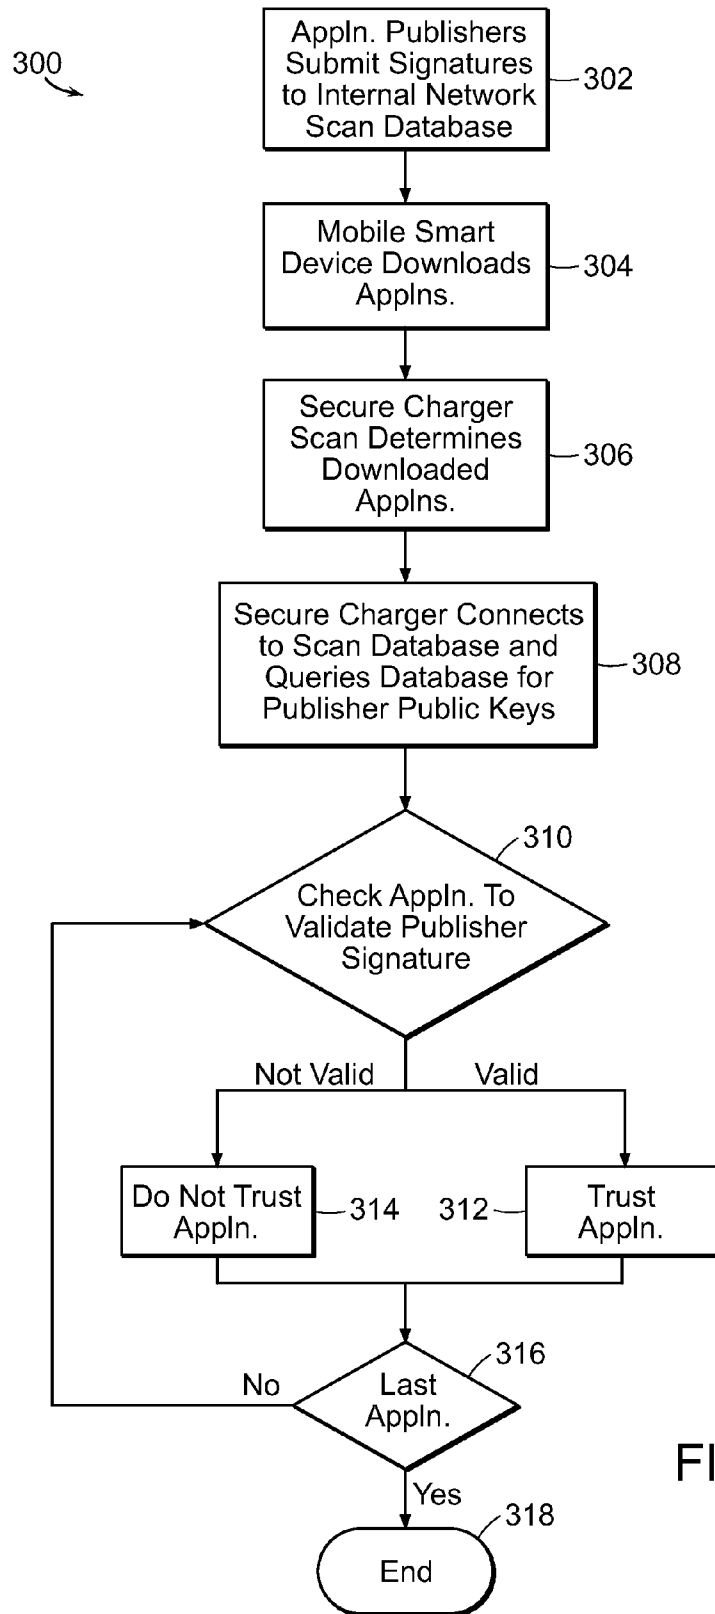 300
Appln. Publishers
Submit Signatures
to Internal Network
Scan Database
302
Mobile Smart
Device Downloads
Applns.
304
Secure Charger
Scan Determines
Downloaded
Applns.
306
Secure Charger Connects
to Scan Database and
Queries Database for
Publisher Public Keys
308
310
Check Appln. To
Validate Publisher
Signature
Not Valid
Valid
Do Not Trust
Appln.
314
312
Trust
Appln.
316
No
Last
Appln.
FI
Yes
318
End